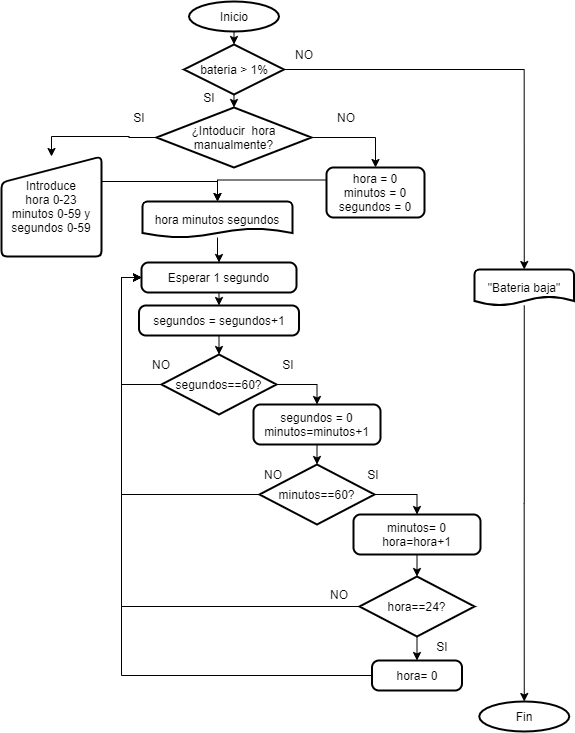 Inicio
bateria > 1%
NO
SI
¿Intoducir hora
manualmente?
SI
NO
Introduce
hora 0-23
minutos 0-59 y
segundos 0-59
hora = 0
minutos = 0
segundos = 0
hora minutos segundos
Esperar 1 segundo
"Bateria baja"
segundos = segundos+1
NO
SI
segundos==60?
segundos = 0
minutos=minutos+1
NO
SI
minutos==60?
minutos= 0
hora=hora+1
NO
hora==24?
SI
hora= 0
Fin